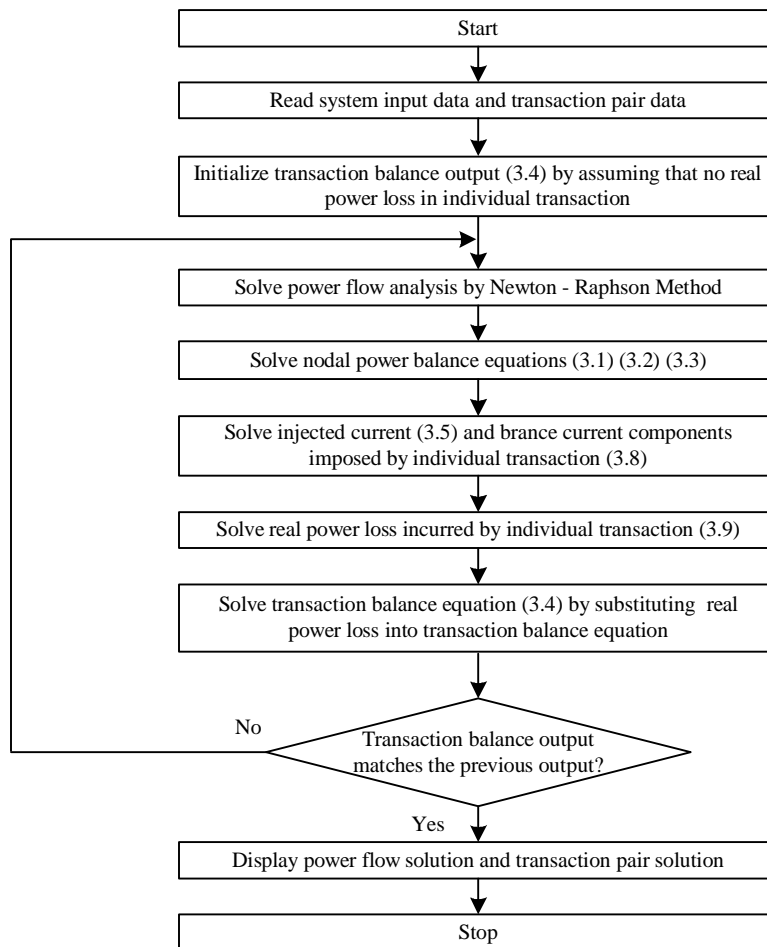 Start
Read system input data and transaction pair data
Initialize transaction balance output (3.4) by assuming that no real
power loss in individual transaction
Solve power flow analysis by Newton - Raphson Method
Solve nodal power balance equations (3.1) (3.2) (3.3)
Solve injected current (3.5) and brance current components
imposed by individual transaction (3.8)
Solve real power loss incurred by individual transaction (3.9)
Solve transaction balance equation (3.4) by substituting real
power loss into transaction balance equation
No
Transaction balance output
matches the previous output?
Yes
Display power flow solution and transaction pair solution
Stop